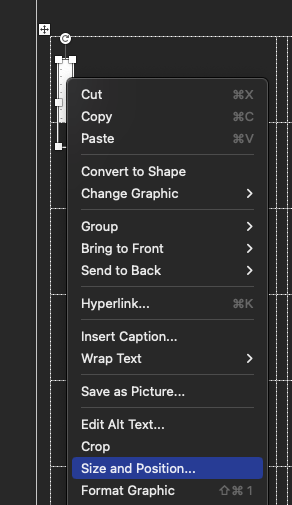 Cut ⌘X
Copy ⌘C
Paste ⌘V
Convert to Shape
Change Graphic
Group
Bring to Front
Send to Back
Hyperlink... ⌘K
Insert Caption...
Wrap Text
Save as Picture...
Edit Alt Text...
Crop
Size and Position...
Format Graphic ⇧⌘1